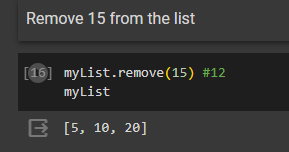 Remove 15 from the list
[16] myList.remove(15) #12
myList
[5, 10, 20]